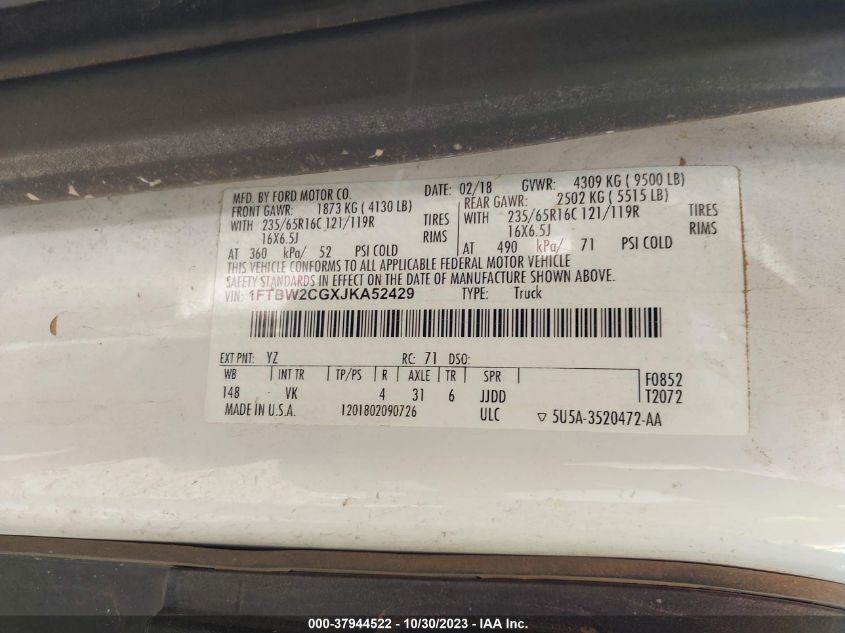 MFD. BY FORD MOTOR CO. DATE: 02/18 GVWR: 4309 KG ( 9500 LB)
FRONT GAWR: 1873 KG ( 4130 LB) REAR GAWR: 2502 KG ( 5515 LB)
WITH 235/65R16C 121/119R TIRES WITH 235/65R16C 121/119R TIRES
16X6.5J RIMS 16X6.5J RIMS
AT 360 kPa/ 52 PSI COLD AT 490 kPa/ 71 PSI COLD
THIS VEHICLE CONFORMS TO ALL APPLICABLE FEDERAL MOTOR VEHICLE
SAFETY STANDARDS IN EFFECT ON THE DATE OF MANUFACTURE SHOWN ABOVE.
VIN: 1FTBW2CGXJKA52429 TYPE: Truck
EXT PNT: YZ RC: 71 DSO:
WB INT TR TP/PS R AXLE TR SPR F0852
148 VK 4 31 6 JJDD T2072
MADE IN U.S.A. 1201802090726 ULC ▽ 5U5A-3520472-AA
000-37944522 - 10/30/2023 - IAA Inc.